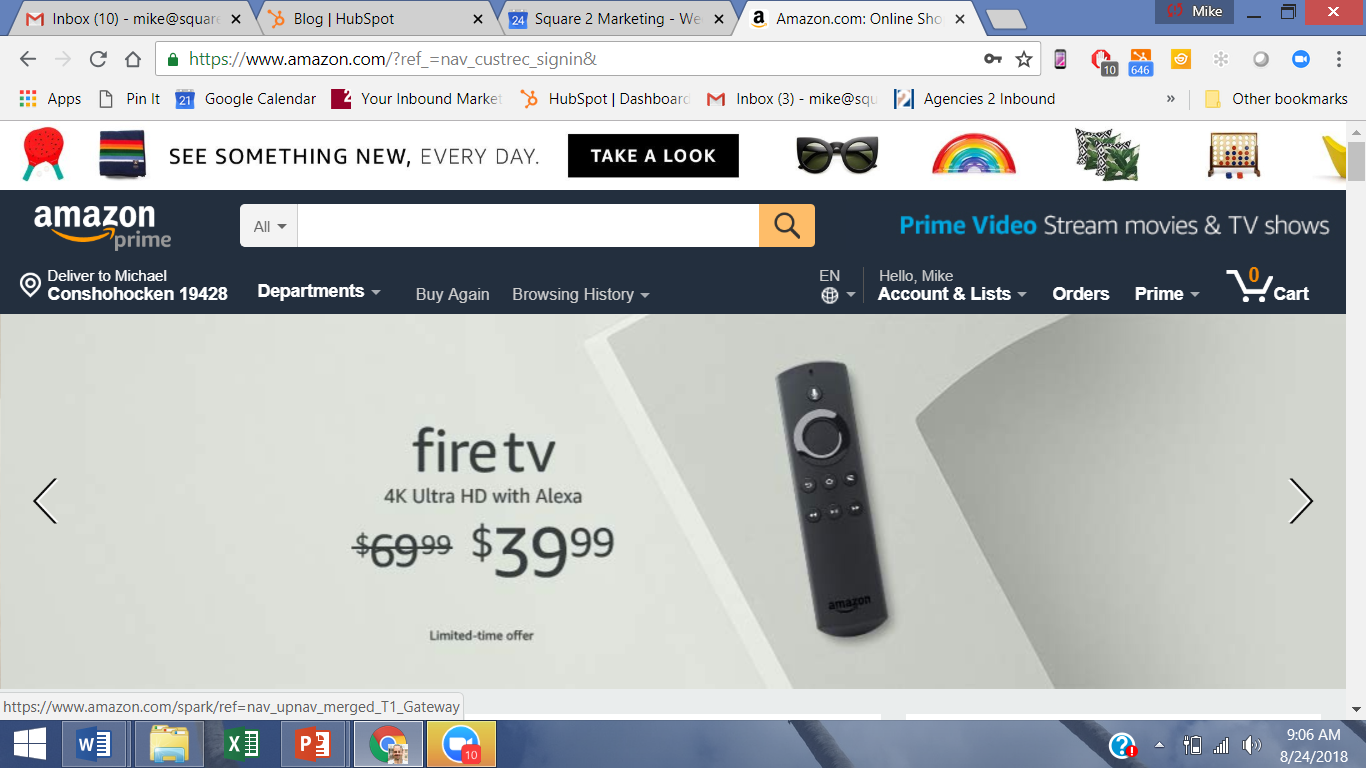 Inbox (10) - mike@square
Blog | HubSpot
Square 2 Marketing - We
Amazon.com: Online Sho
Mike
https://www.amazon.com/?ref_=nav_custrec_signin&
10
646
Apps
Pin It
21
Google Calendar
Your Inbound Market
HubSpot | Dashboard
Inbox (3) - mike@squ
Agencies 2 Inbound
»
Other bookmarks
SEE SOMETHING NEW, EVERY DAY.
TAKE A LOOK
amazon
prime
All
Prime Video Stream movies & TV shows
Deliver to Michael
Conshohocken 19428
Departments
Buy Again
Browsing History
EN
Hello, Mike
Account & Lists
Orders
Prime
0
Cart
fire tv
4K Ultra HD with Alexa
$69.99 $39.99
Limited-time offer
amazon
https://www.amazon.com/spark/ref=nav_upnav_merged_T1_Gateway
10
9:06 AM
8/24/2018